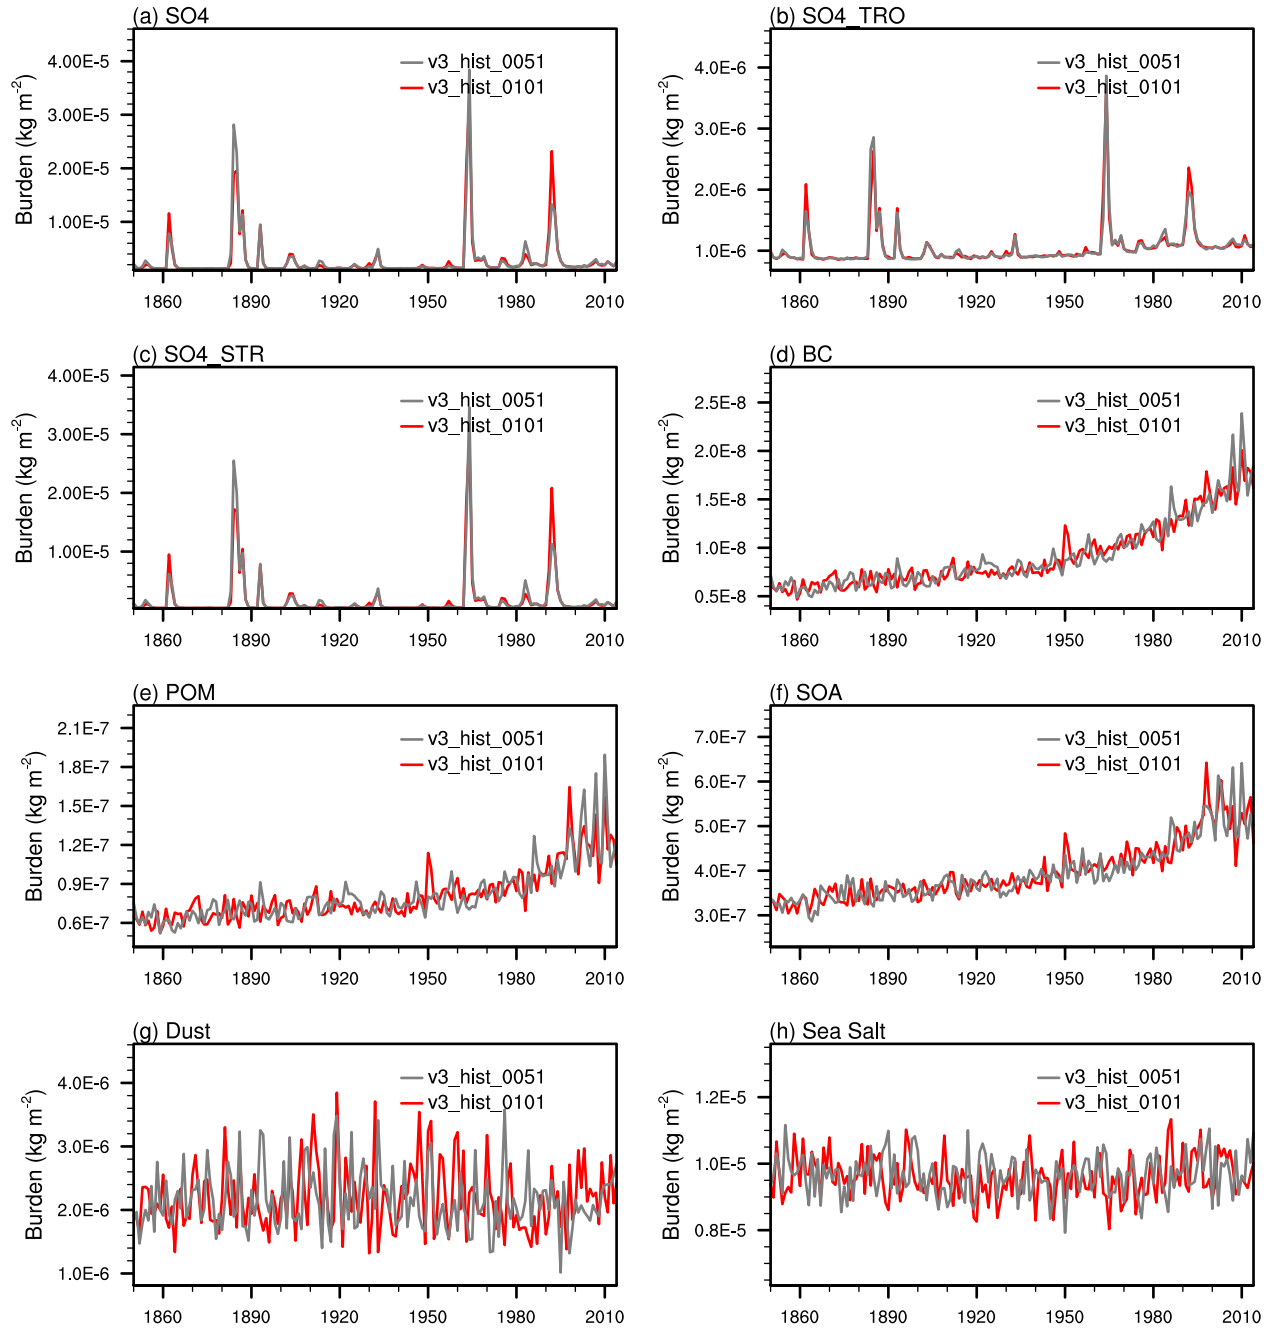 (a) SO4
Burden (kg m-2)
4.00E-5
3.00E-5
2.00E-5
1.00E-5
v3_hist_0051
v3_hist_0101
1860 1890 1920 1950 1980 2010
(b) SO4_TRO
Burden (kg m-2)
4.0E-6
3.0E-6
2.0E-6
1.0E-6
v3_hist_0051
v3_hist_0101
1860 1890 1920 1950 1980 2010
(c) SO4_STR
Burden (kg m-2)
4.00E-5
3.00E-5
2.00E-5
1.00E-5
v3_hist_0051
v3_hist_0101
1860 1890 1920 1950 1980 2010
(d) BC
Burden (kg m-2)
2.5E-8
2.0E-8
1.5E-8
1.0E-8
0.5E-8
v3_hist_0051
v3_hist_0101
1860 1890 1920 1950 1980 2010
(e) POM
Burden (kg m-2)
2.1E-7
1.8E-7
1.5E-7
1.2E-7
0.9E-7
0.6E-7
v3_hist_0051
v3_hist_0101
1860 1890 1920 1950 1980 2010
(f) SOA
Burden (kg m-2)
7.0E-7
6.0E-7
5.0E-7
4.0E-7
3.0E-7
v3_hist_0051
v3_hist_0101
1860 1890 1920 1950 1980 2010
(g) Dust
Burden (kg m-2)
4.0E-6
3.0E-6
2.0E-6
1.0E-6
v3_hist_0051
v3_hist_0101
1860 1890 1920 1950 1980 2010
(h) Sea Salt
Burden (kg m-2)
1.2E-5
1.0E-5
0.8E-5
v3_hist_0051
v3_hist_0101
1860 1890 1920 1950 1980 2010